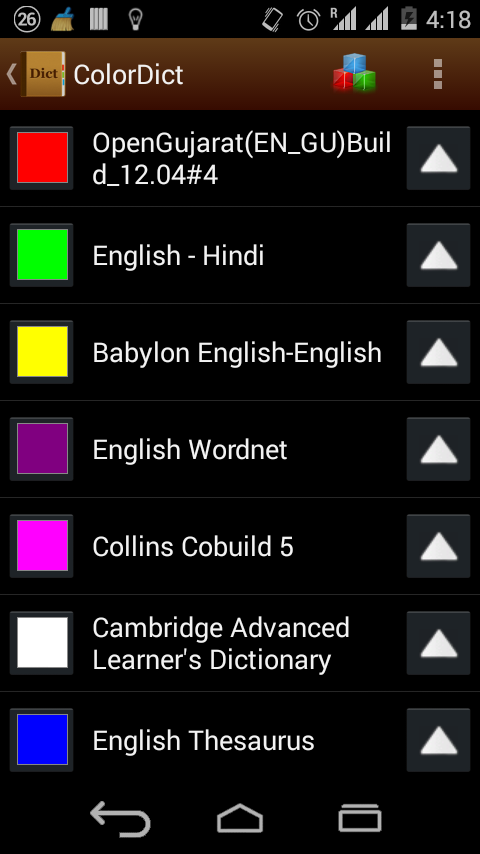 26
R
4:18
Dict
ColorDict
OpenGujarat(EN_GU)Buil
d_12.04#4
English - Hindi
Babylon English-English
English Wordnet
Collins Cobuild 5
Cambridge Advanced
Learner's Dictionary
English Thesaurus